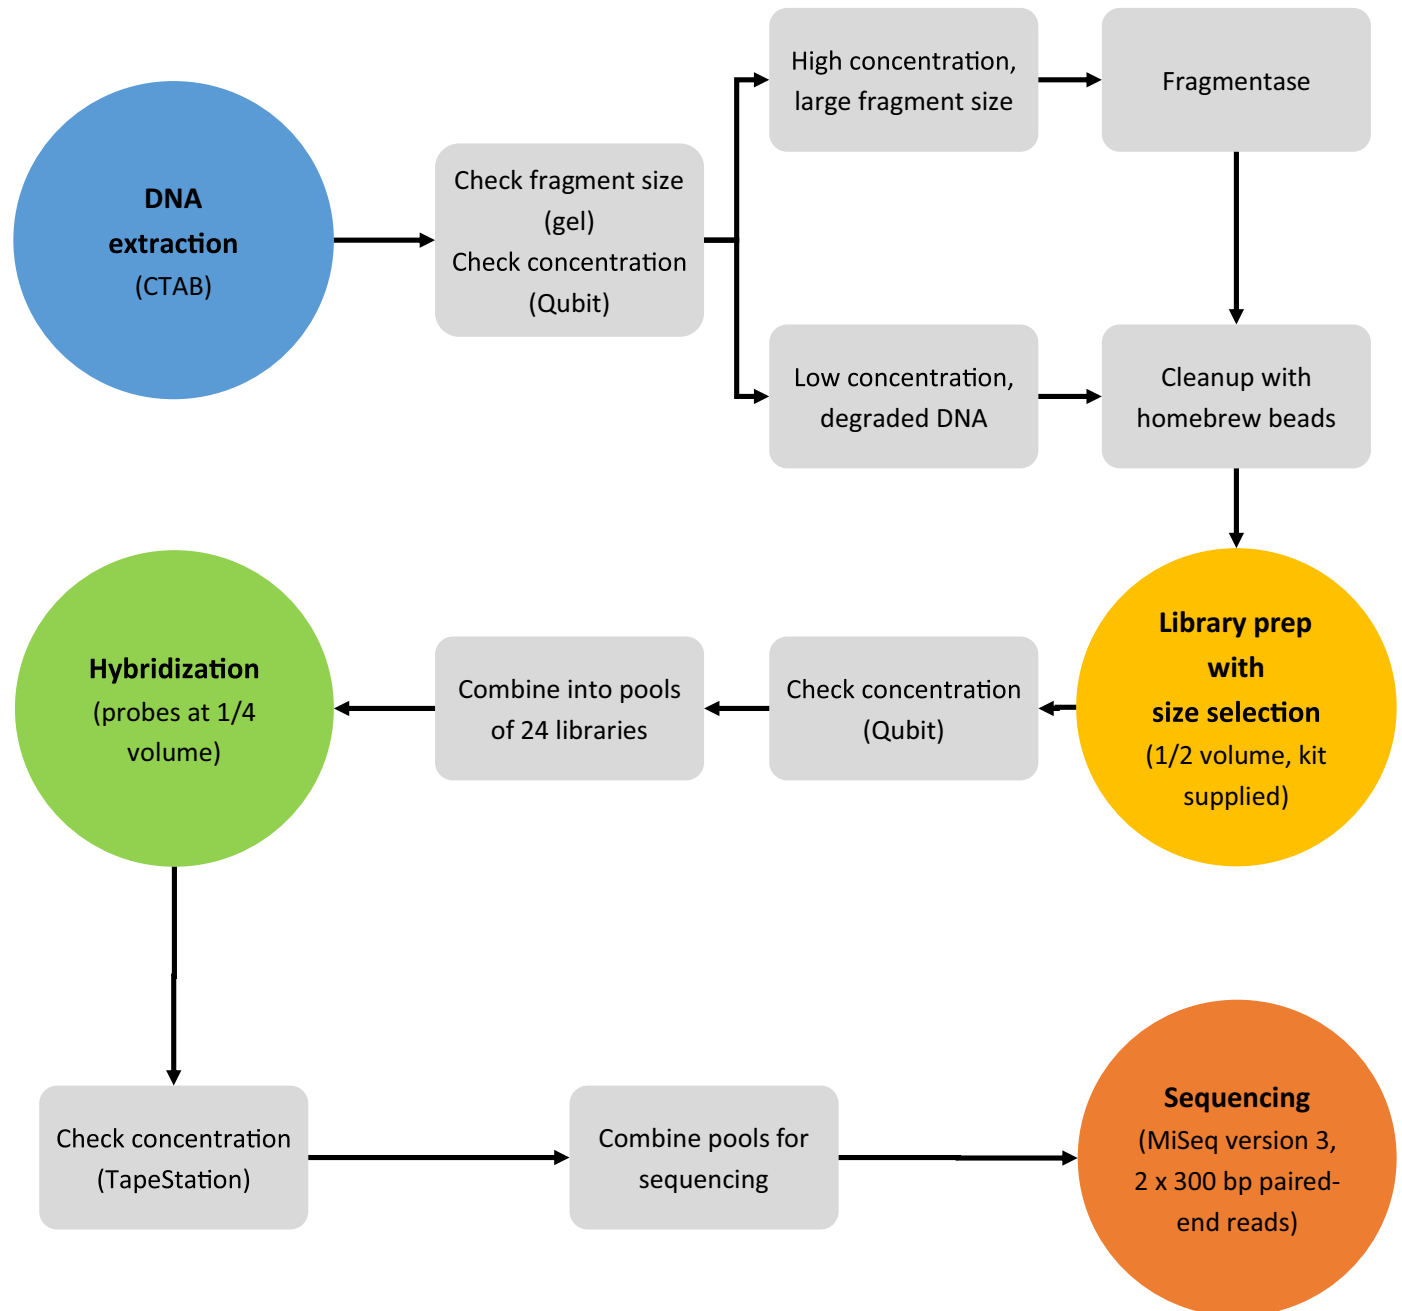 DNA
extraction
(CTAB)
Check fragment size
(gel)
Check concentration
(Qubit)
High concentration,
large fragment size
Fragmentase
Low concentration,
degraded DNA
Cleanup with
homebrew beads
Library prep
with
size selection
(1/2 volume, kit
supplied)
Check concentration
(Qubit)
Combine into pools
of 24 libraries
Hybridization
(probes at 1/4
volume)
Check concentration
(TapeStation)
Combine pools for
sequencing
Sequencing
(MiSeq version 3,
2 x 300 bp paired-
end reads)